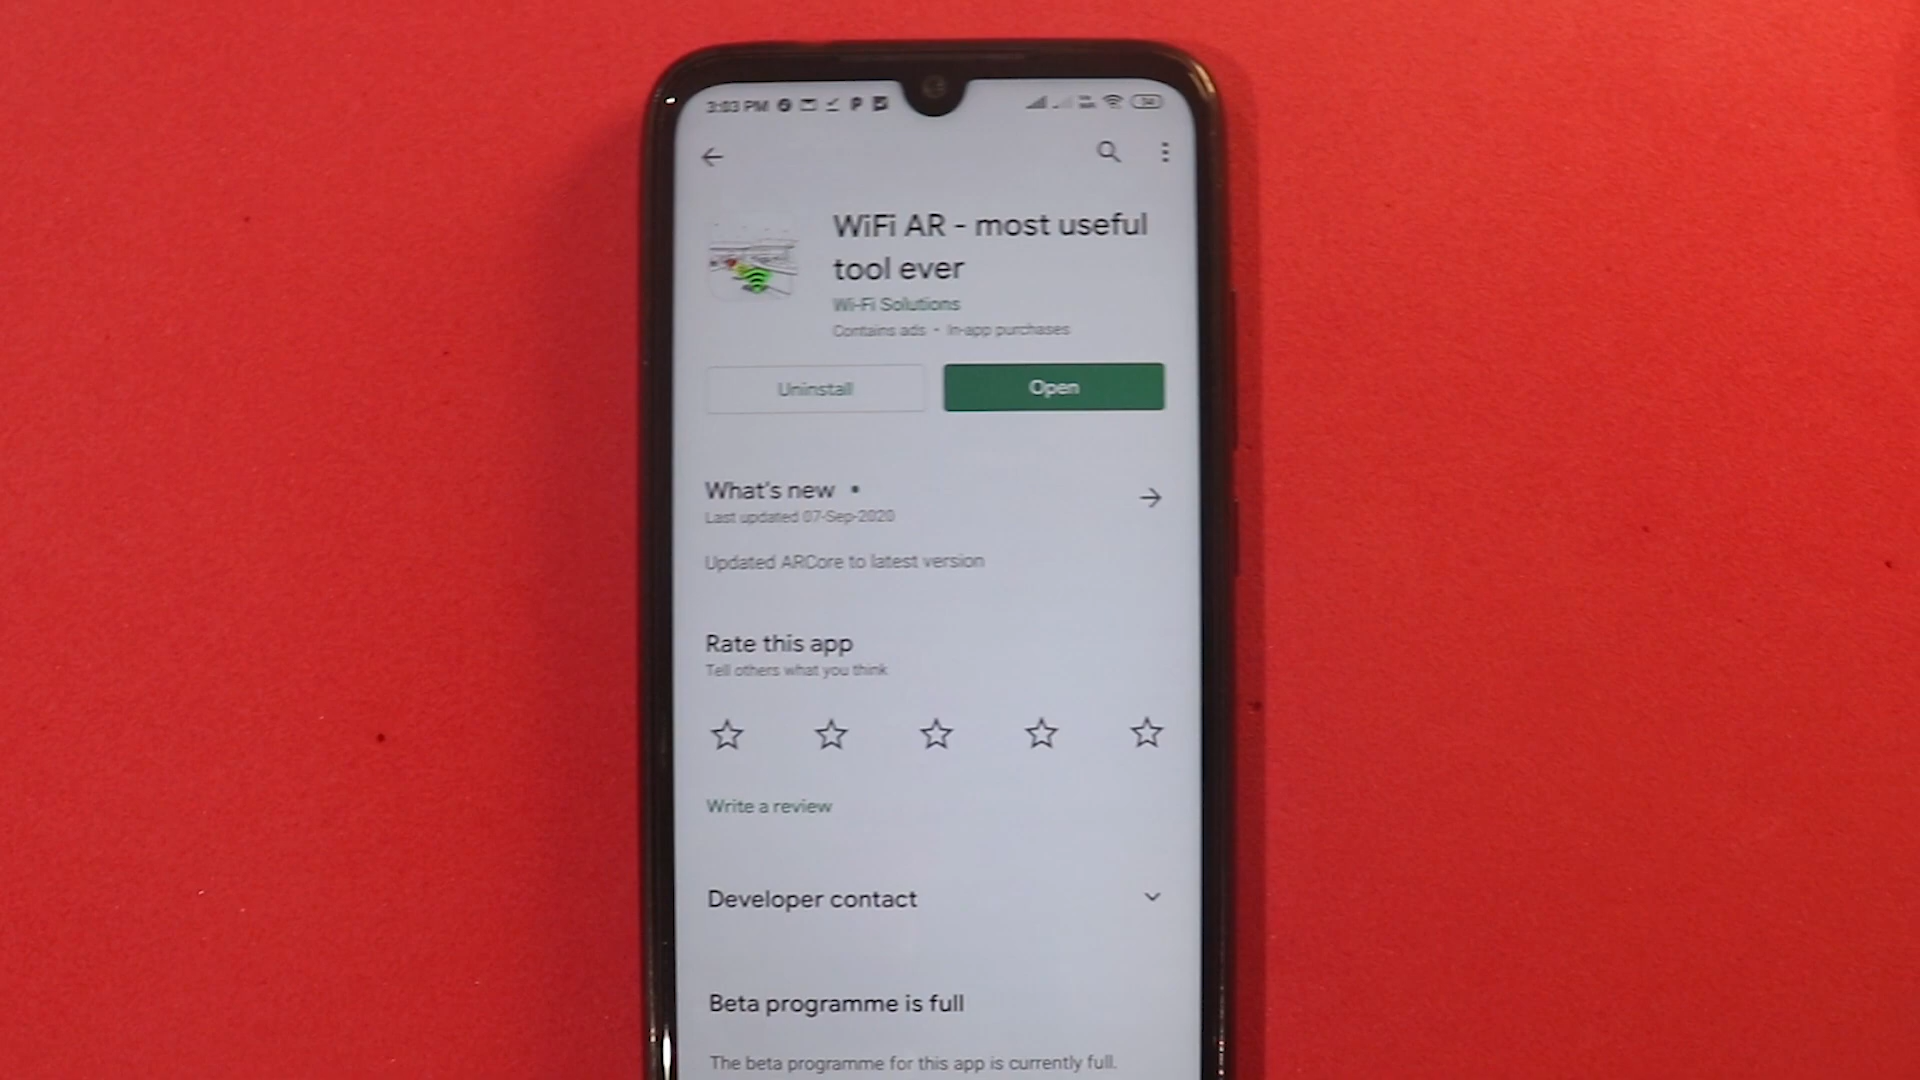 3:03 PM
WiFi AR - most useful
tool ever
Wi-Fi Solutions
Contains ads • In-app purchases
Uninstall
Open
What's new •
Last updated 07-Sep-2020
Updated ARCore to latest version
Rate this app
Tell others what you think
Write a review
Developer contact
Beta programme is full
The beta programme for this app is currently full.